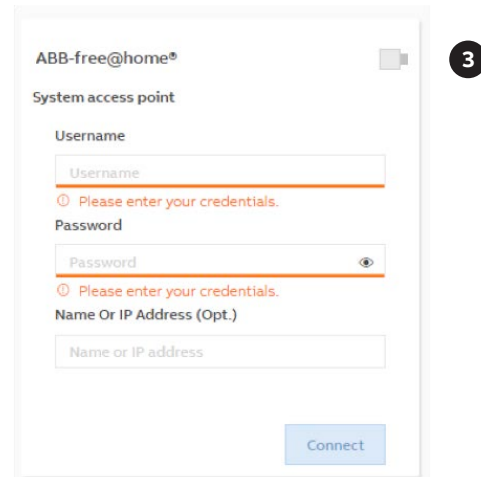 ABB-free@home®
3
System access point
Username
Username
Please enter your credentials.
Password
Password
Please enter your credentials.
Name Or IP Address (Opt.)
Name or IP address
Connect